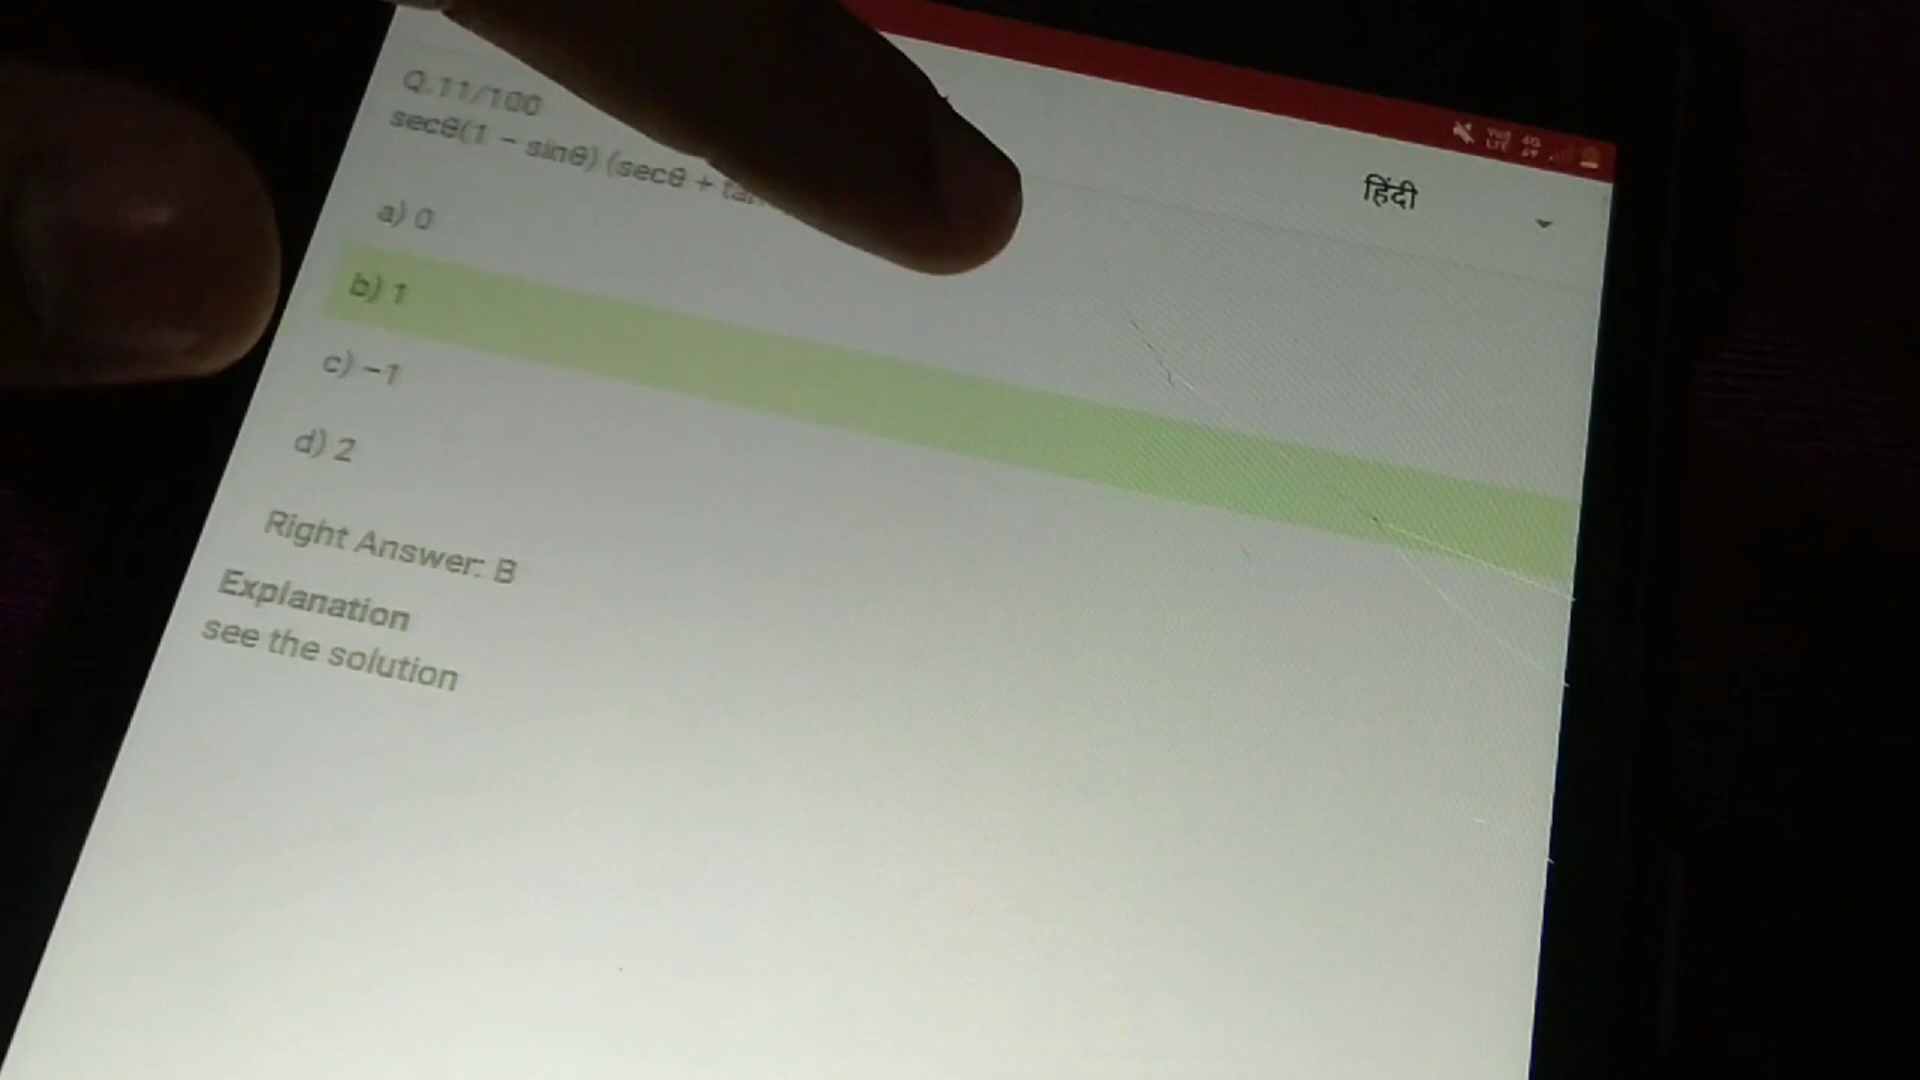 हिंदी
Q.11/100
secθ(1 - sinθ) (secθ + tan
a) 0
b) 1
c) -1
d) 2
Right Answer: B
Explanation
see the solution